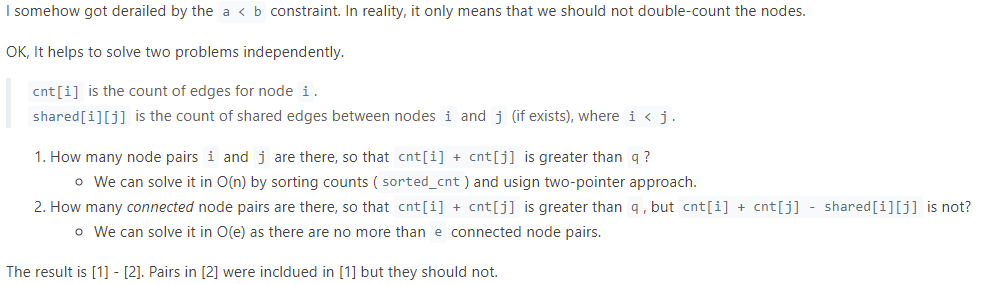 I somehow got derailed by the a < b constraint. In reality, it only means that we should not double-count the nodes.
OK, It helps to solve two problems independently.
cnt[i] is the count of edges for node i.
shared[i][j] is the count of shared edges between nodes i and j (if exists), where i < j.
1. How many node pairs i and j are there, so that cnt[i] + cnt[j] is greater than q?
○ We can solve it in O(n) by sorting counts (sorted_cnt) and usign two-pointer approach.
2. How many connected node pairs are there, so that cnt[i] + cnt[j] is greater than q, but cnt[i] + cnt[j] - shared[i][j] is not?
○ We can solve it in O(e) as there are no more than e connected node pairs.
The result is [1] - [2]. Pairs in [2] were incldued in [1] but they should not.